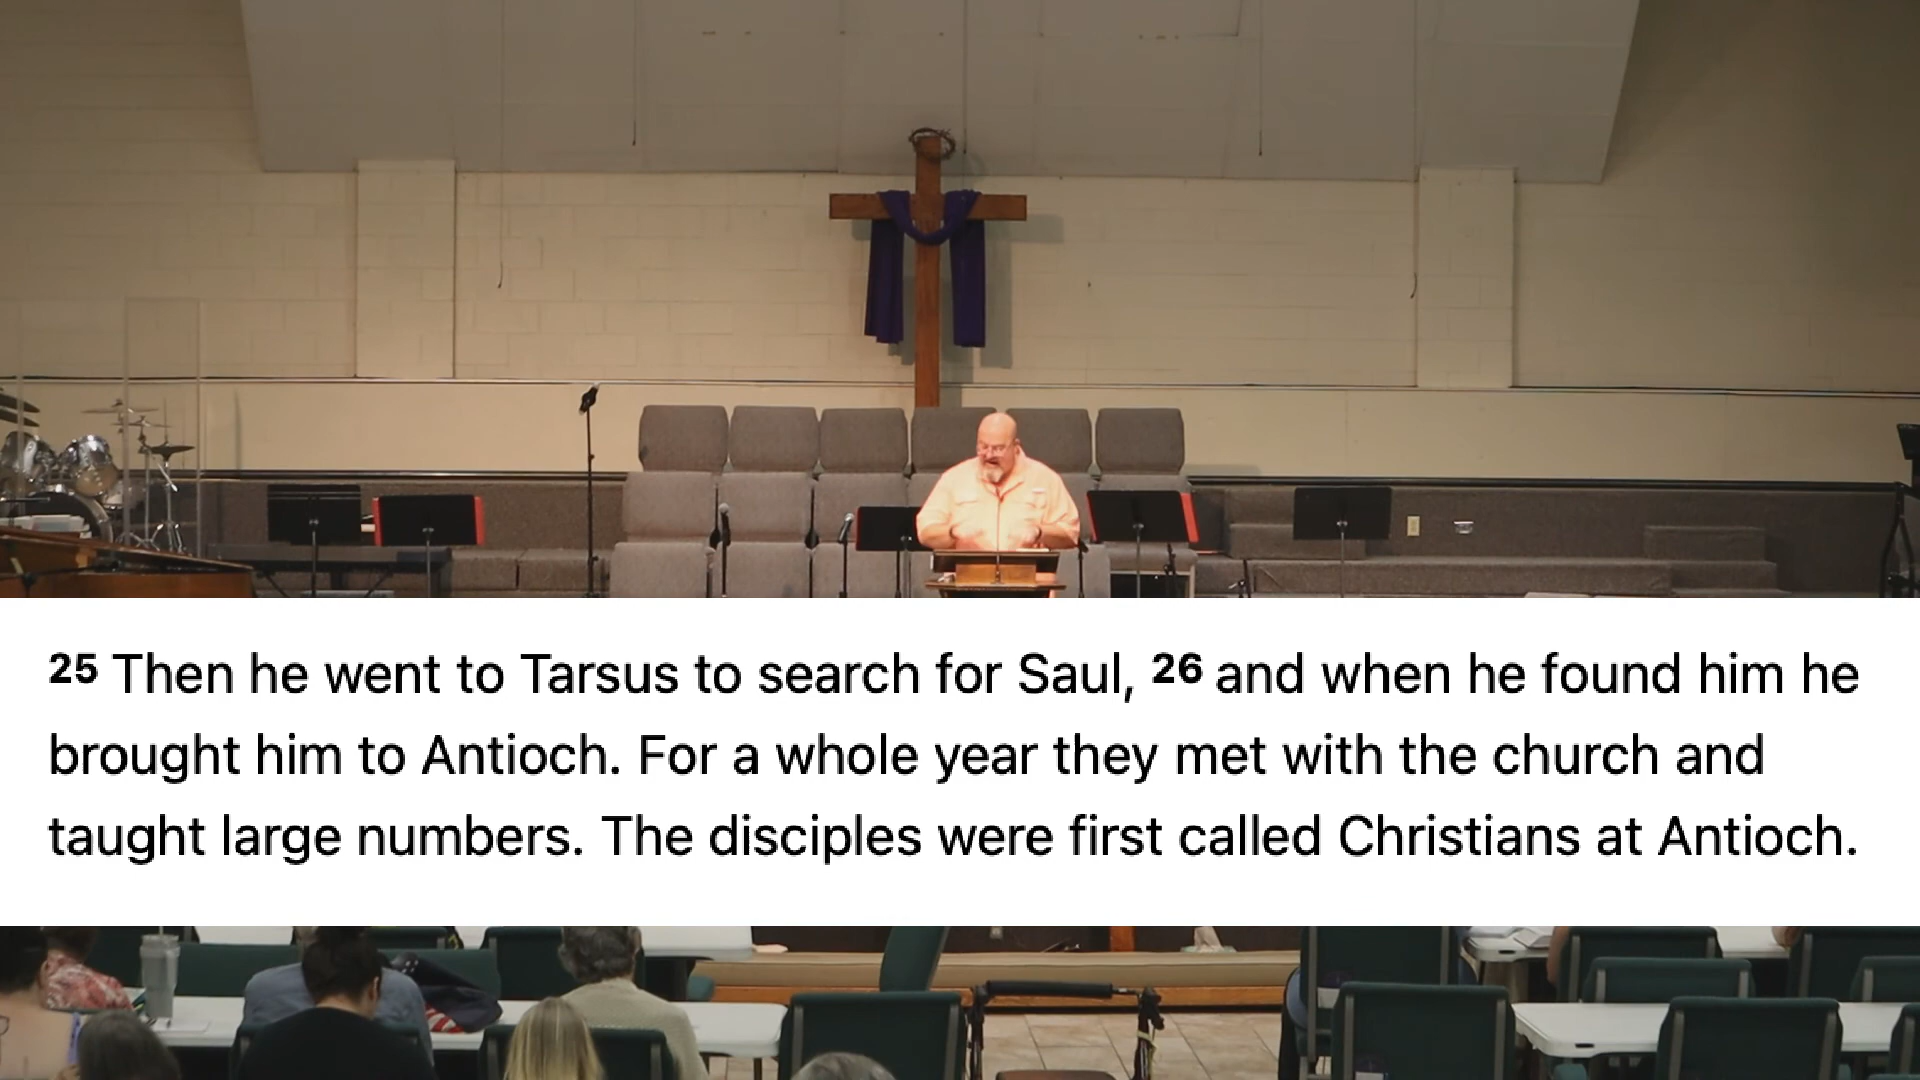 25 Then he went to Tarsus to search for Saul, 26 and when he found him he
brought him to Antioch. For a whole year they met with the church and
taught large numbers. The disciples were first called Christians at Antioch.